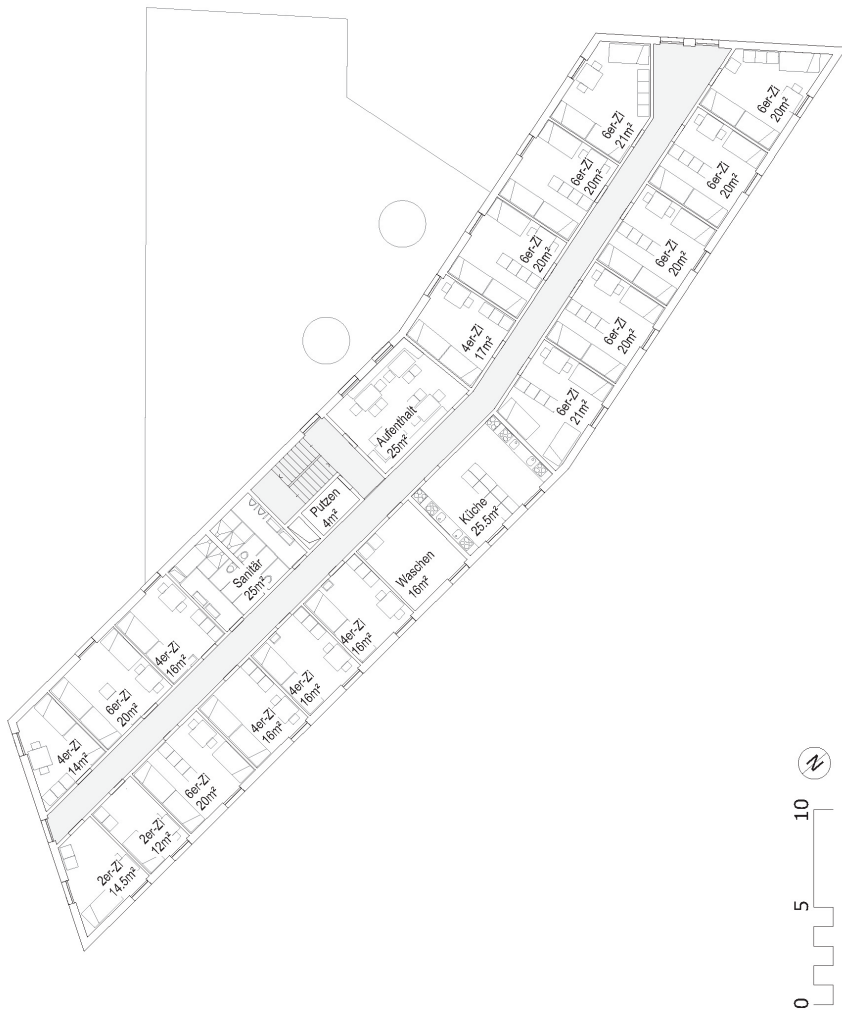 6er-Zi
21m²
6er-Zi
20m²
6er-Zi
20m²
6er-Zi
20m²
6er-Zi
20m²
6er-Zi
20m²
6er-Zi
20m²
4er-Zi
17m²
6er-Zi
21m²
Aufenthalt
25m²
Küche
25.5m²
Putzen
4m²
Waschen
16m²
Sanitär
25m²
4er-Zi
16m²
4er-Zi
16m²
4er-Zi
16m²
4er-Zi
16m²
6er-Zi
20m²
4er-Zi
14m²
6er-Zi
20m²
2er-Zi
12m²
2er-Zi
14.5m²
N
10
5
0